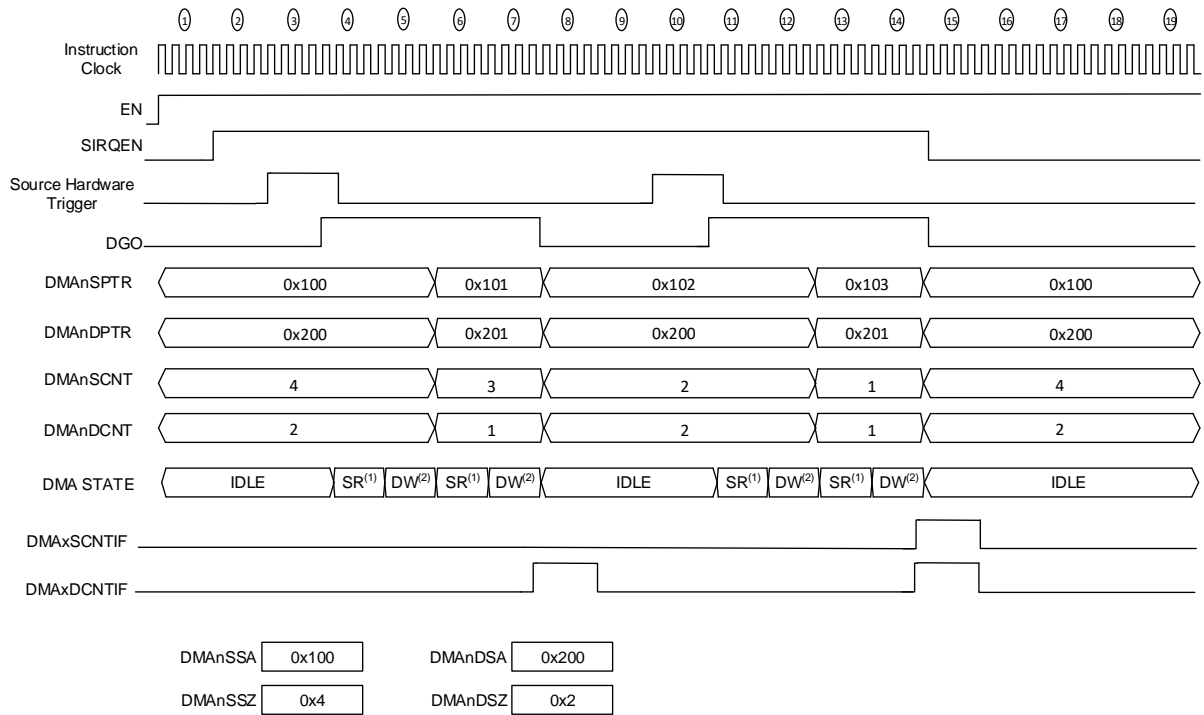 ① ② ③ ④ ⑤ ⑥ ⑦ ⑧ ⑨ ⑩ ⑪ ⑫ ⑬ ⑭ ⑮ ⑯ ⑰ ⑱ ⑲
Instruction
Clock
EN
SIRQEN
Source Hardware
Trigger
DGO
DMAnSPTR 0x100 0x101 0x102 0x103 0x100
DMAnDPTR 0x200 0x201 0x200 0x201 0x200
DMAnSCNT 4 3 2 1 4
DMAnDCNT 2 1 2 1 2
DMA STATE IDLE SR(1) DW(2) SR(1) DW(2) IDLE SR(1) DW(2) SR(1) DW(2) IDLE
DMAxSCNTIF
DMAxDCNTIF
DMAnSSA 0x100 DMAnDSA 0x200
DMAnSSZ 0x4 DMAnDSZ 0x2